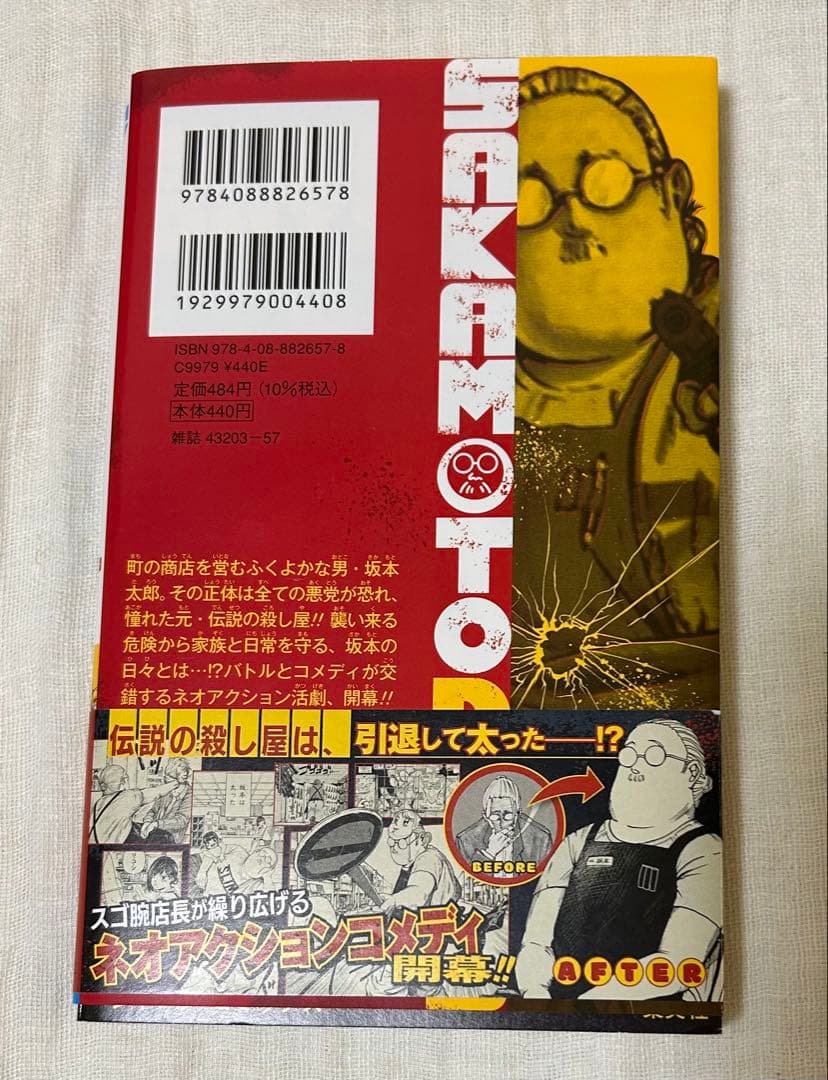 9784088826578
1929979004408
ISBN 978-4-08-882657-8
C9979 ¥440E
定価484円(10%税込)
本体440円
雑誌 43203-57
SAKAMOTO
町の商店を営むふくよかな男・坂本
太郎。その正体は全ての悪党が恐れ、
憧れた元・伝説の殺し屋!! 襲い来る
危険から家族と日常を守る、坂本の
日々とは…!?バトルとコメディが交
錯するネオアクション活劇、開幕!!
伝説の殺し屋は、引退して太った――!?
坂本は
太った
BEFORE
スゴ腕店長が繰り広げる
ネオアクションコメディ
開幕!!
AFTER